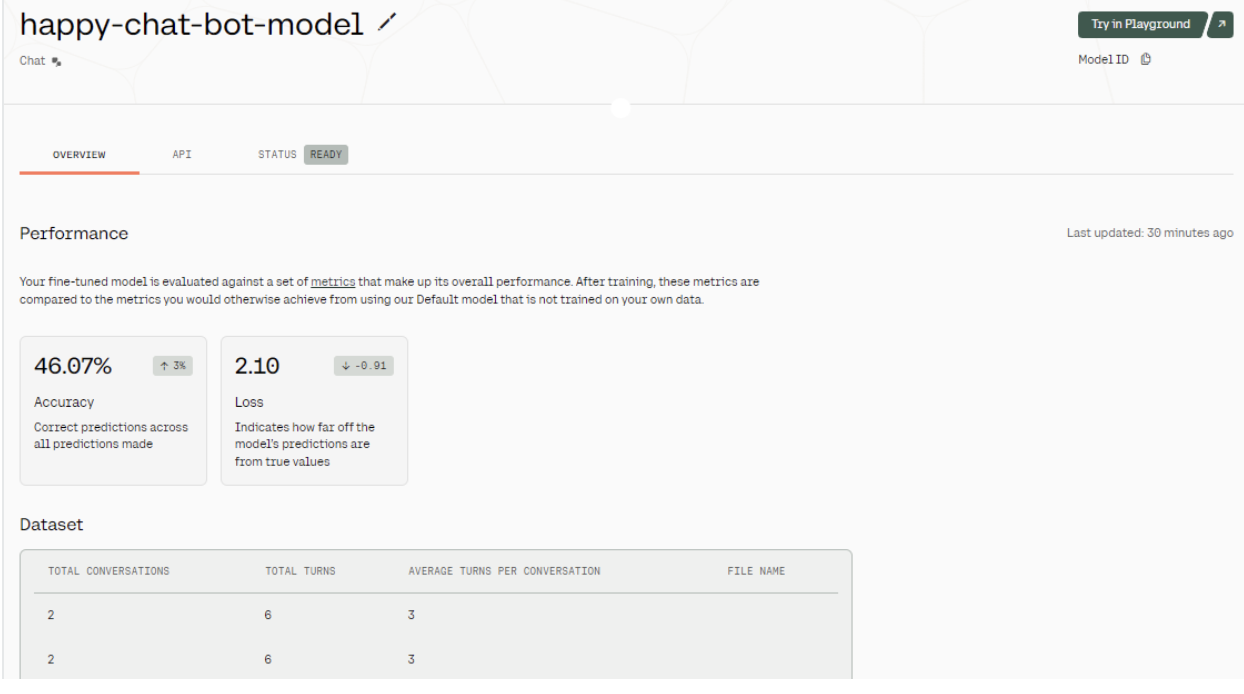 happy-chat-bot-model
Try in Playground
Chat
Model ID
OVERVIEW
API
STATUS READY
Performance
Last updated: 30 minutes ago
Your fine-tuned model is evaluated against a set of metrics that make up its overall performance. After training, these metrics are
compared to the metrics you would otherwise achieve from using our Default model that is not trained on your own data.
46.07% ↑ 3%
Accuracy
Correct predictions across
all predictions made
2.10 ↓ -0.91
Loss
Indicates how far off the
model's predictions are
from true values
Dataset
TOTAL CONVERSATIONS TOTAL TURNS AVERAGE TURNS PER CONVERSATION FILE NAME
2 6 3
2 6 3